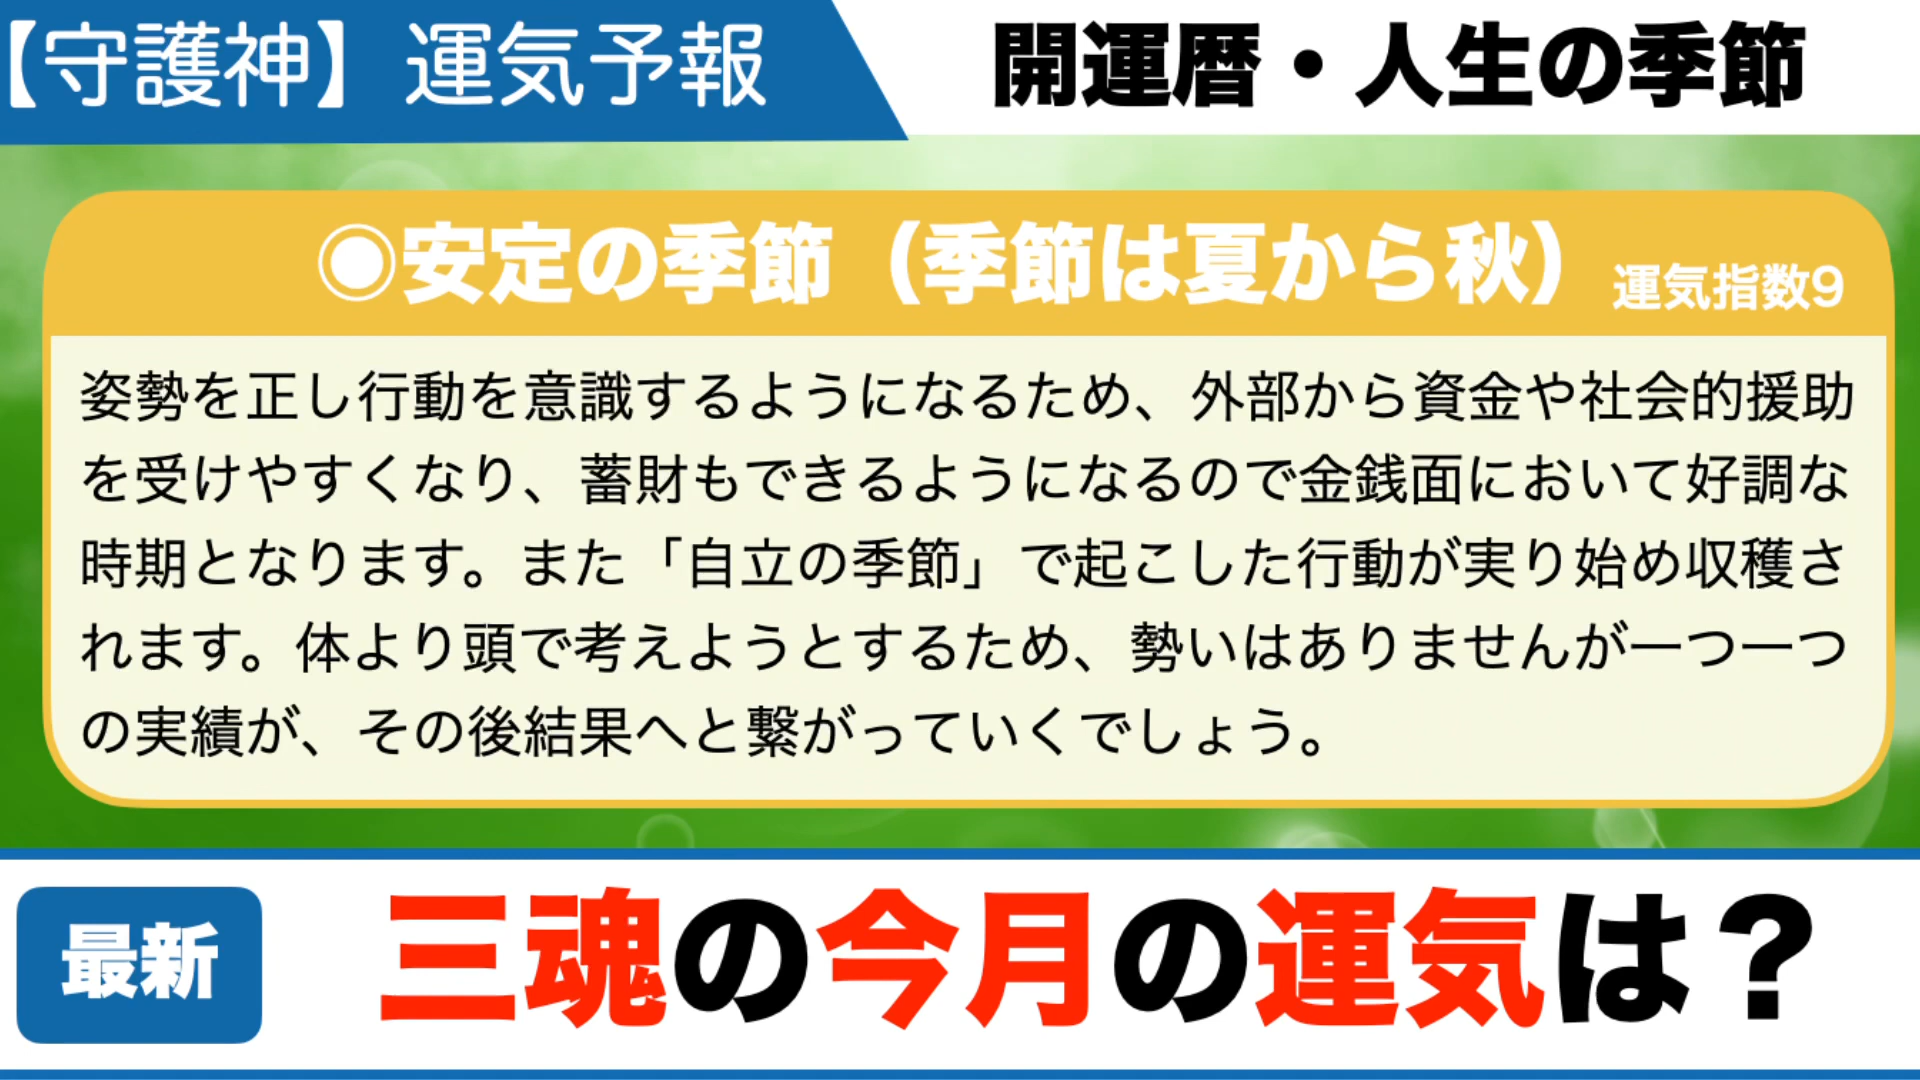 【守護神】運気予報
開運暦・人生の季節
◉安定の季節（季節は夏から秋）
運気指数9
姿勢を正し行動を意識するようになるため、外部から資金や社会的援助
を受けやすくなり、蓄財もできるようになるので金銭面において好調な
時期となります。また「自立の季節」で起こした行動が実り始め収穫さ
れます。体より頭で考えようとするため、勢いはありませんが一つ一つ
の実績が、その後結果へと繋がっていくでしょう。
最新
三魂の今月の運気は？